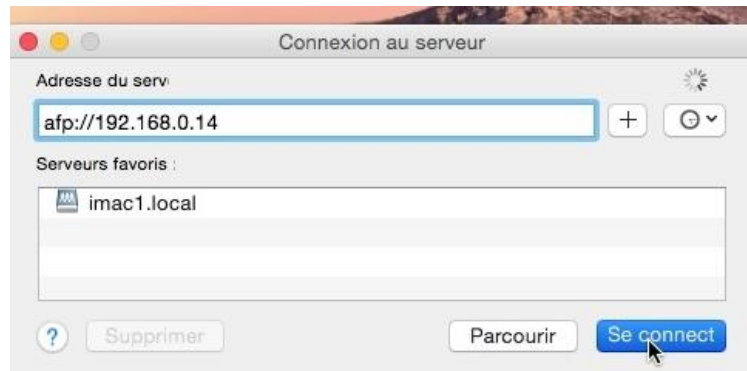 Connexion au serveur
Adresse du serv
afp://192.168.0.14
+
Serveurs favoris :
imac1.local
?
Supprimer
Parcourir
Se connect